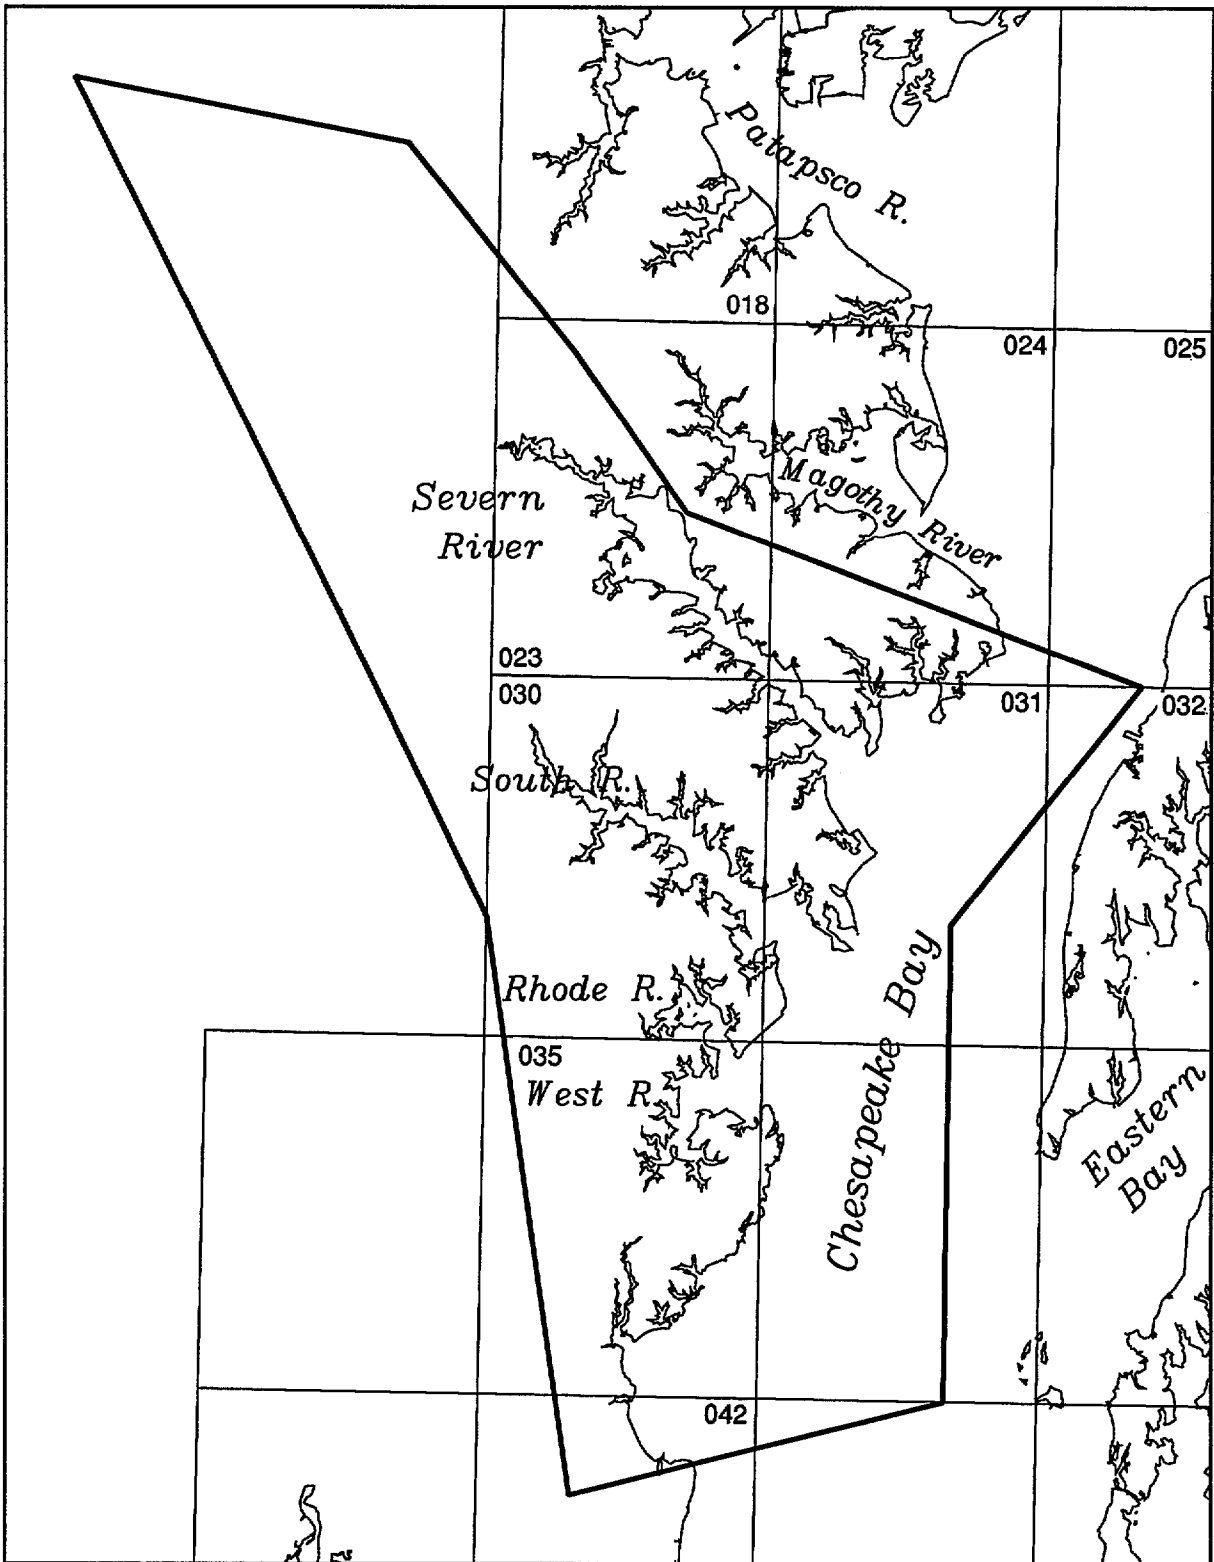 Patapsco R.
018
024
025
Magothy River
Severn
River
023
030
031
032
South R.
Chesapeake Bay
Rhode R.
035
West R.
Eastern
Bay
042